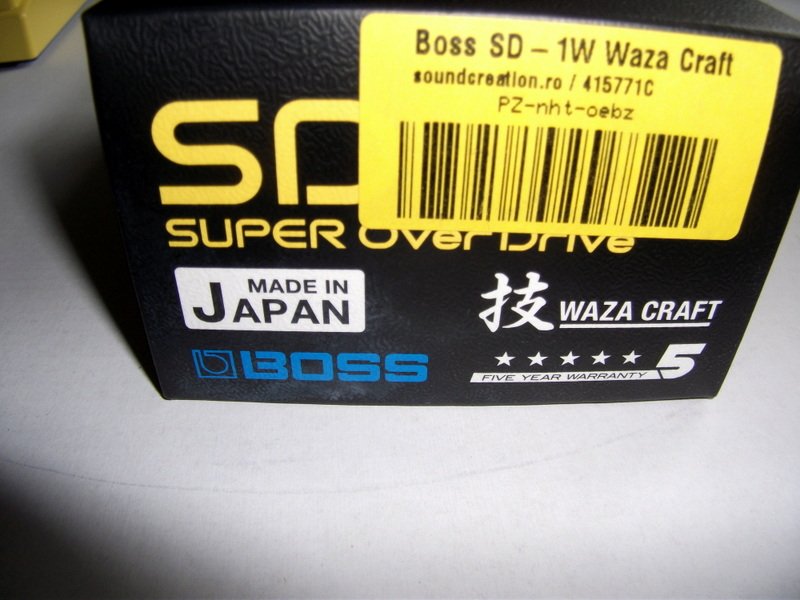 Boss SD - 1W Waza Craft
soundcreation.ro / 415771C
PZ-nht-oebz
SD
SUPER OverDrive
MADE IN
JAPAN
技 WAZA CRAFT
BOSS
5
FIVE YEAR WARRANTY